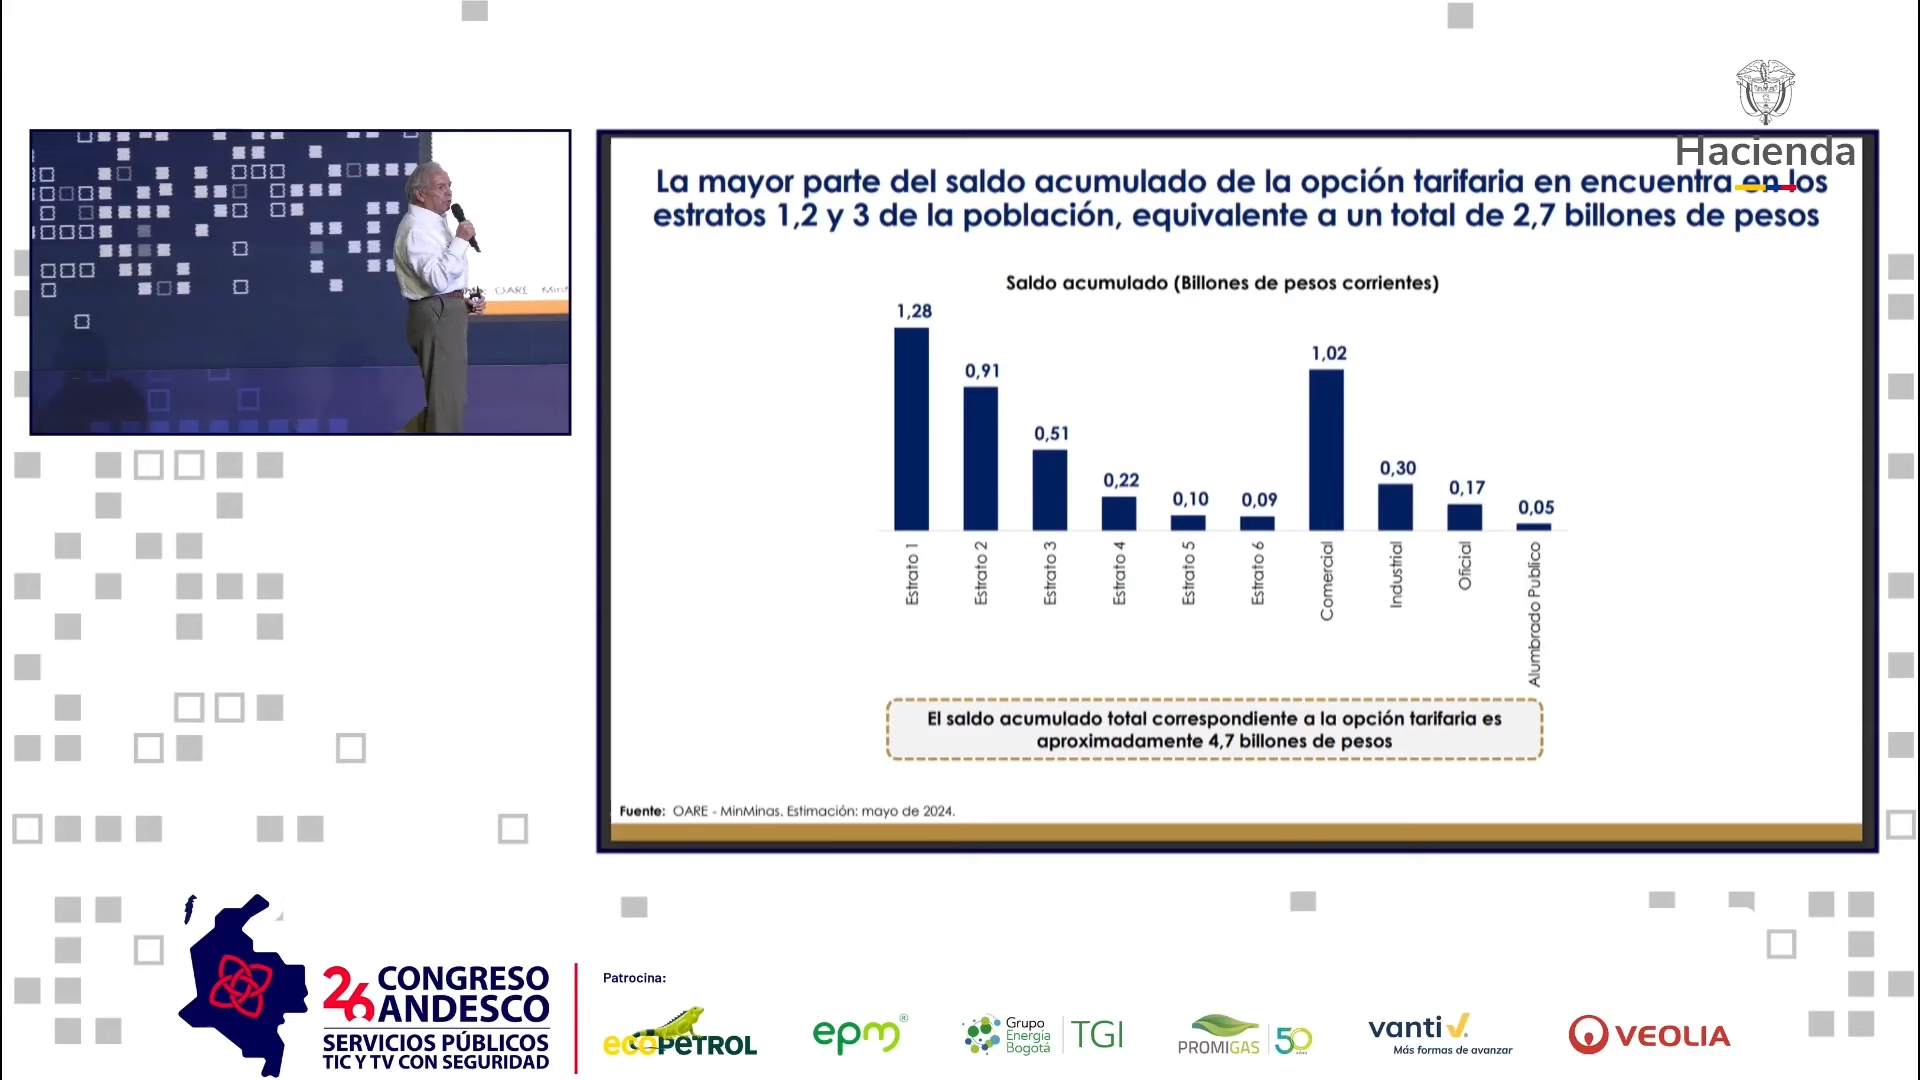 Hacienda
La mayor parte del saldo acumulado de la opción tarifaria en encuentra en los
estratos 1,2 y 3 de la población, equivalente a un total de 2,7 billones de pesos
Saldo acumulado (Billones de pesos corrientes)
1,28
0,91
0,51
0,22
0,10
0,09
1,02
0,30
0,17
0,05
Estrato 1
Estrato 2
Estrato 3
Estrato 4
Estrato 5
Estrato 6
Comercial
Industrial
Oficial
Alumbrado Publico
El saldo acumulado total correspondiente a la opción tarifaria es
aproximadamente 4,7 billones de pesos
Fuente: OARE - MinMinas. Estimación: mayo de 2024.
OARE - Min
26 CONGRESO
ANDESCO
SERVICIOS PÚBLICOS
TIC Y TV CON SEGURIDAD
Patrocina:
ecoPETROL
epm®
Grupo
Energía
Bogotá
TGI
PROMIGAS
50
vanti
Más formas de avanzar
VEOLIA